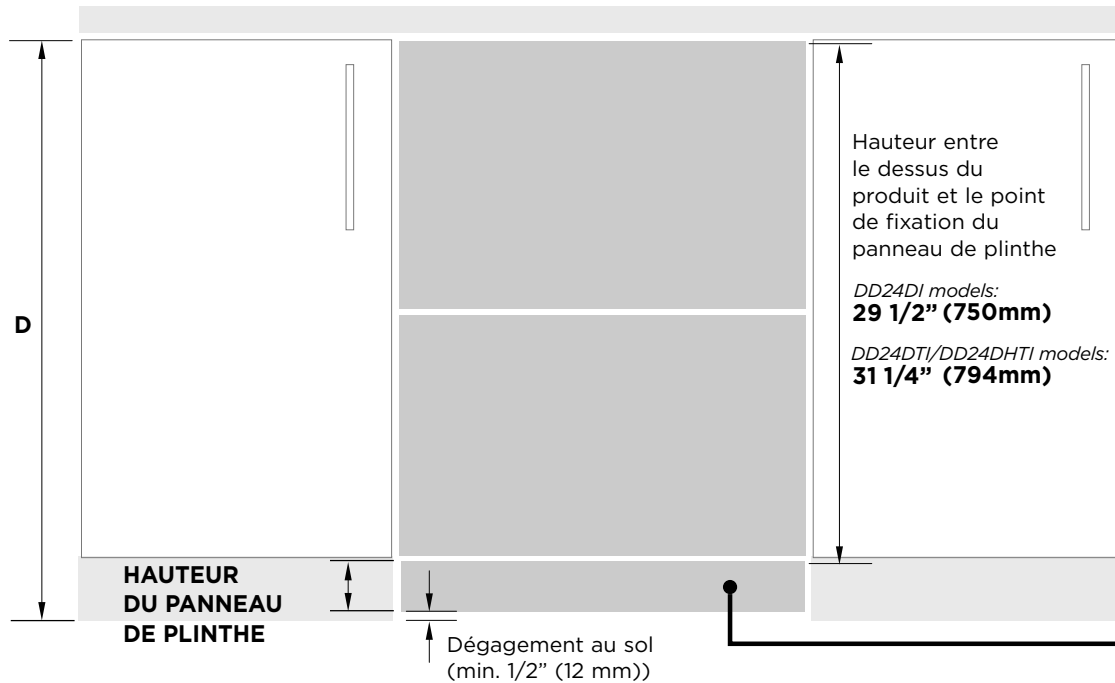 D
Hauteur entre
le dessus du
produit et le point
de fixation du
panneau de plinthe
DD24DI models:
29 1/2” (750mm)
DD24DTI/DD24DHTI models:
31 1/4” (794mm)
HAUTEUR
DU PANNEAU
DE PLINTHE
Dégagement au sol
(min. 1/2” (12 mm))